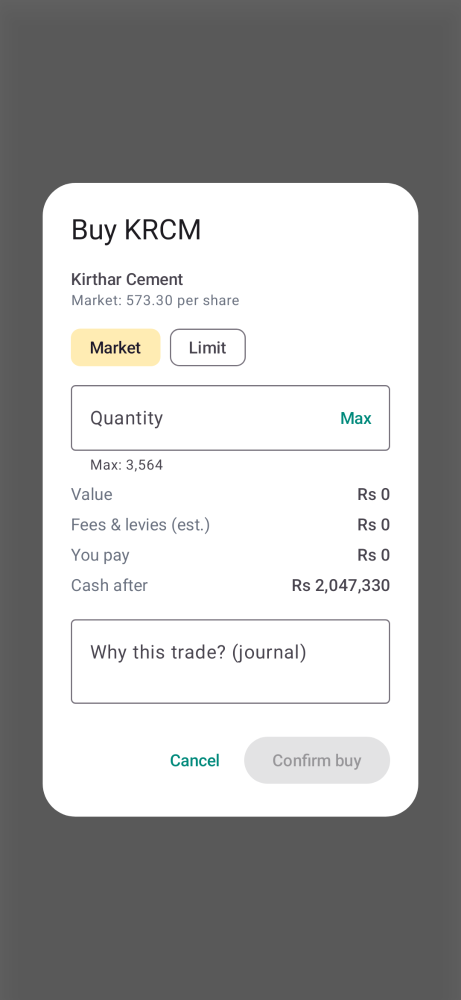 Buy KRCM
Kirthar Cement
Market: 573.30 per share
Market Limit
Quantity Max
Max: 3,564
Value Rs 0
Fees & levies (est.) Rs 0
You pay Rs 0
Cash after Rs 2,047,330
Why this trade? (journal)
Cancel Confirm buy